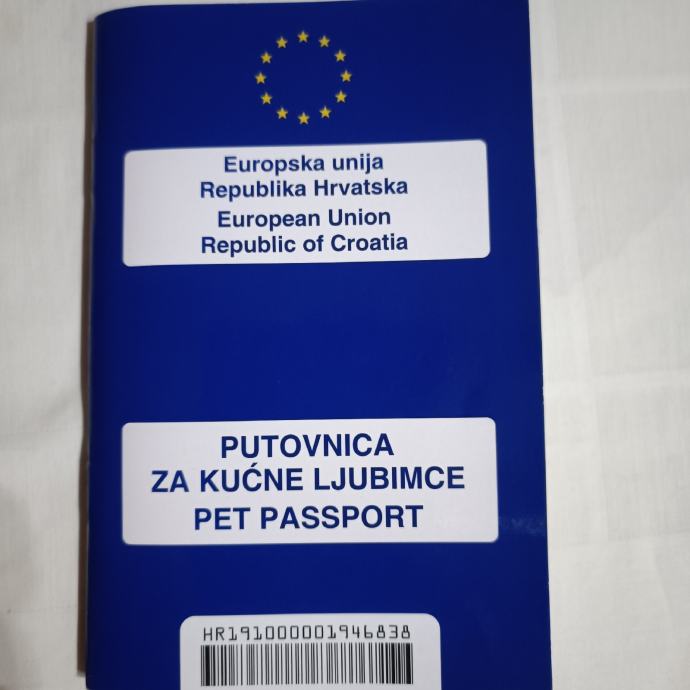 Europska unija
Republika Hrvatska
European Union
Republic of Croatia
PUTOVNICA
ZA KUĆNE LJUBIMCE
PET PASSPORT
HR191000001946838